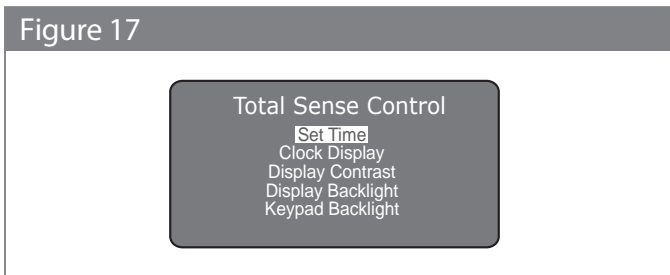 Figure 17
Total Sense Control
Set Time
Clock Display
Display Contrast
Display Backlight
Keypad Backlight